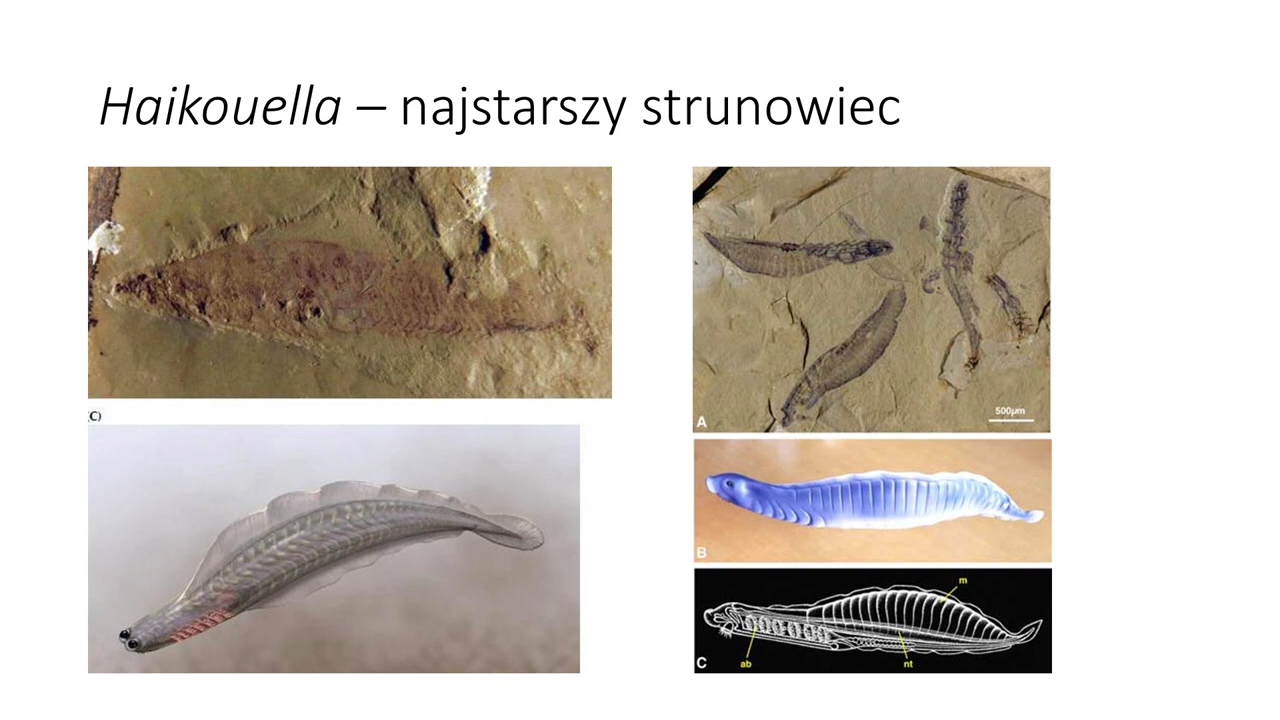 Haikouella – najstarszy strunowiec
(C)
500µm
A
B
m
C
ab
nt